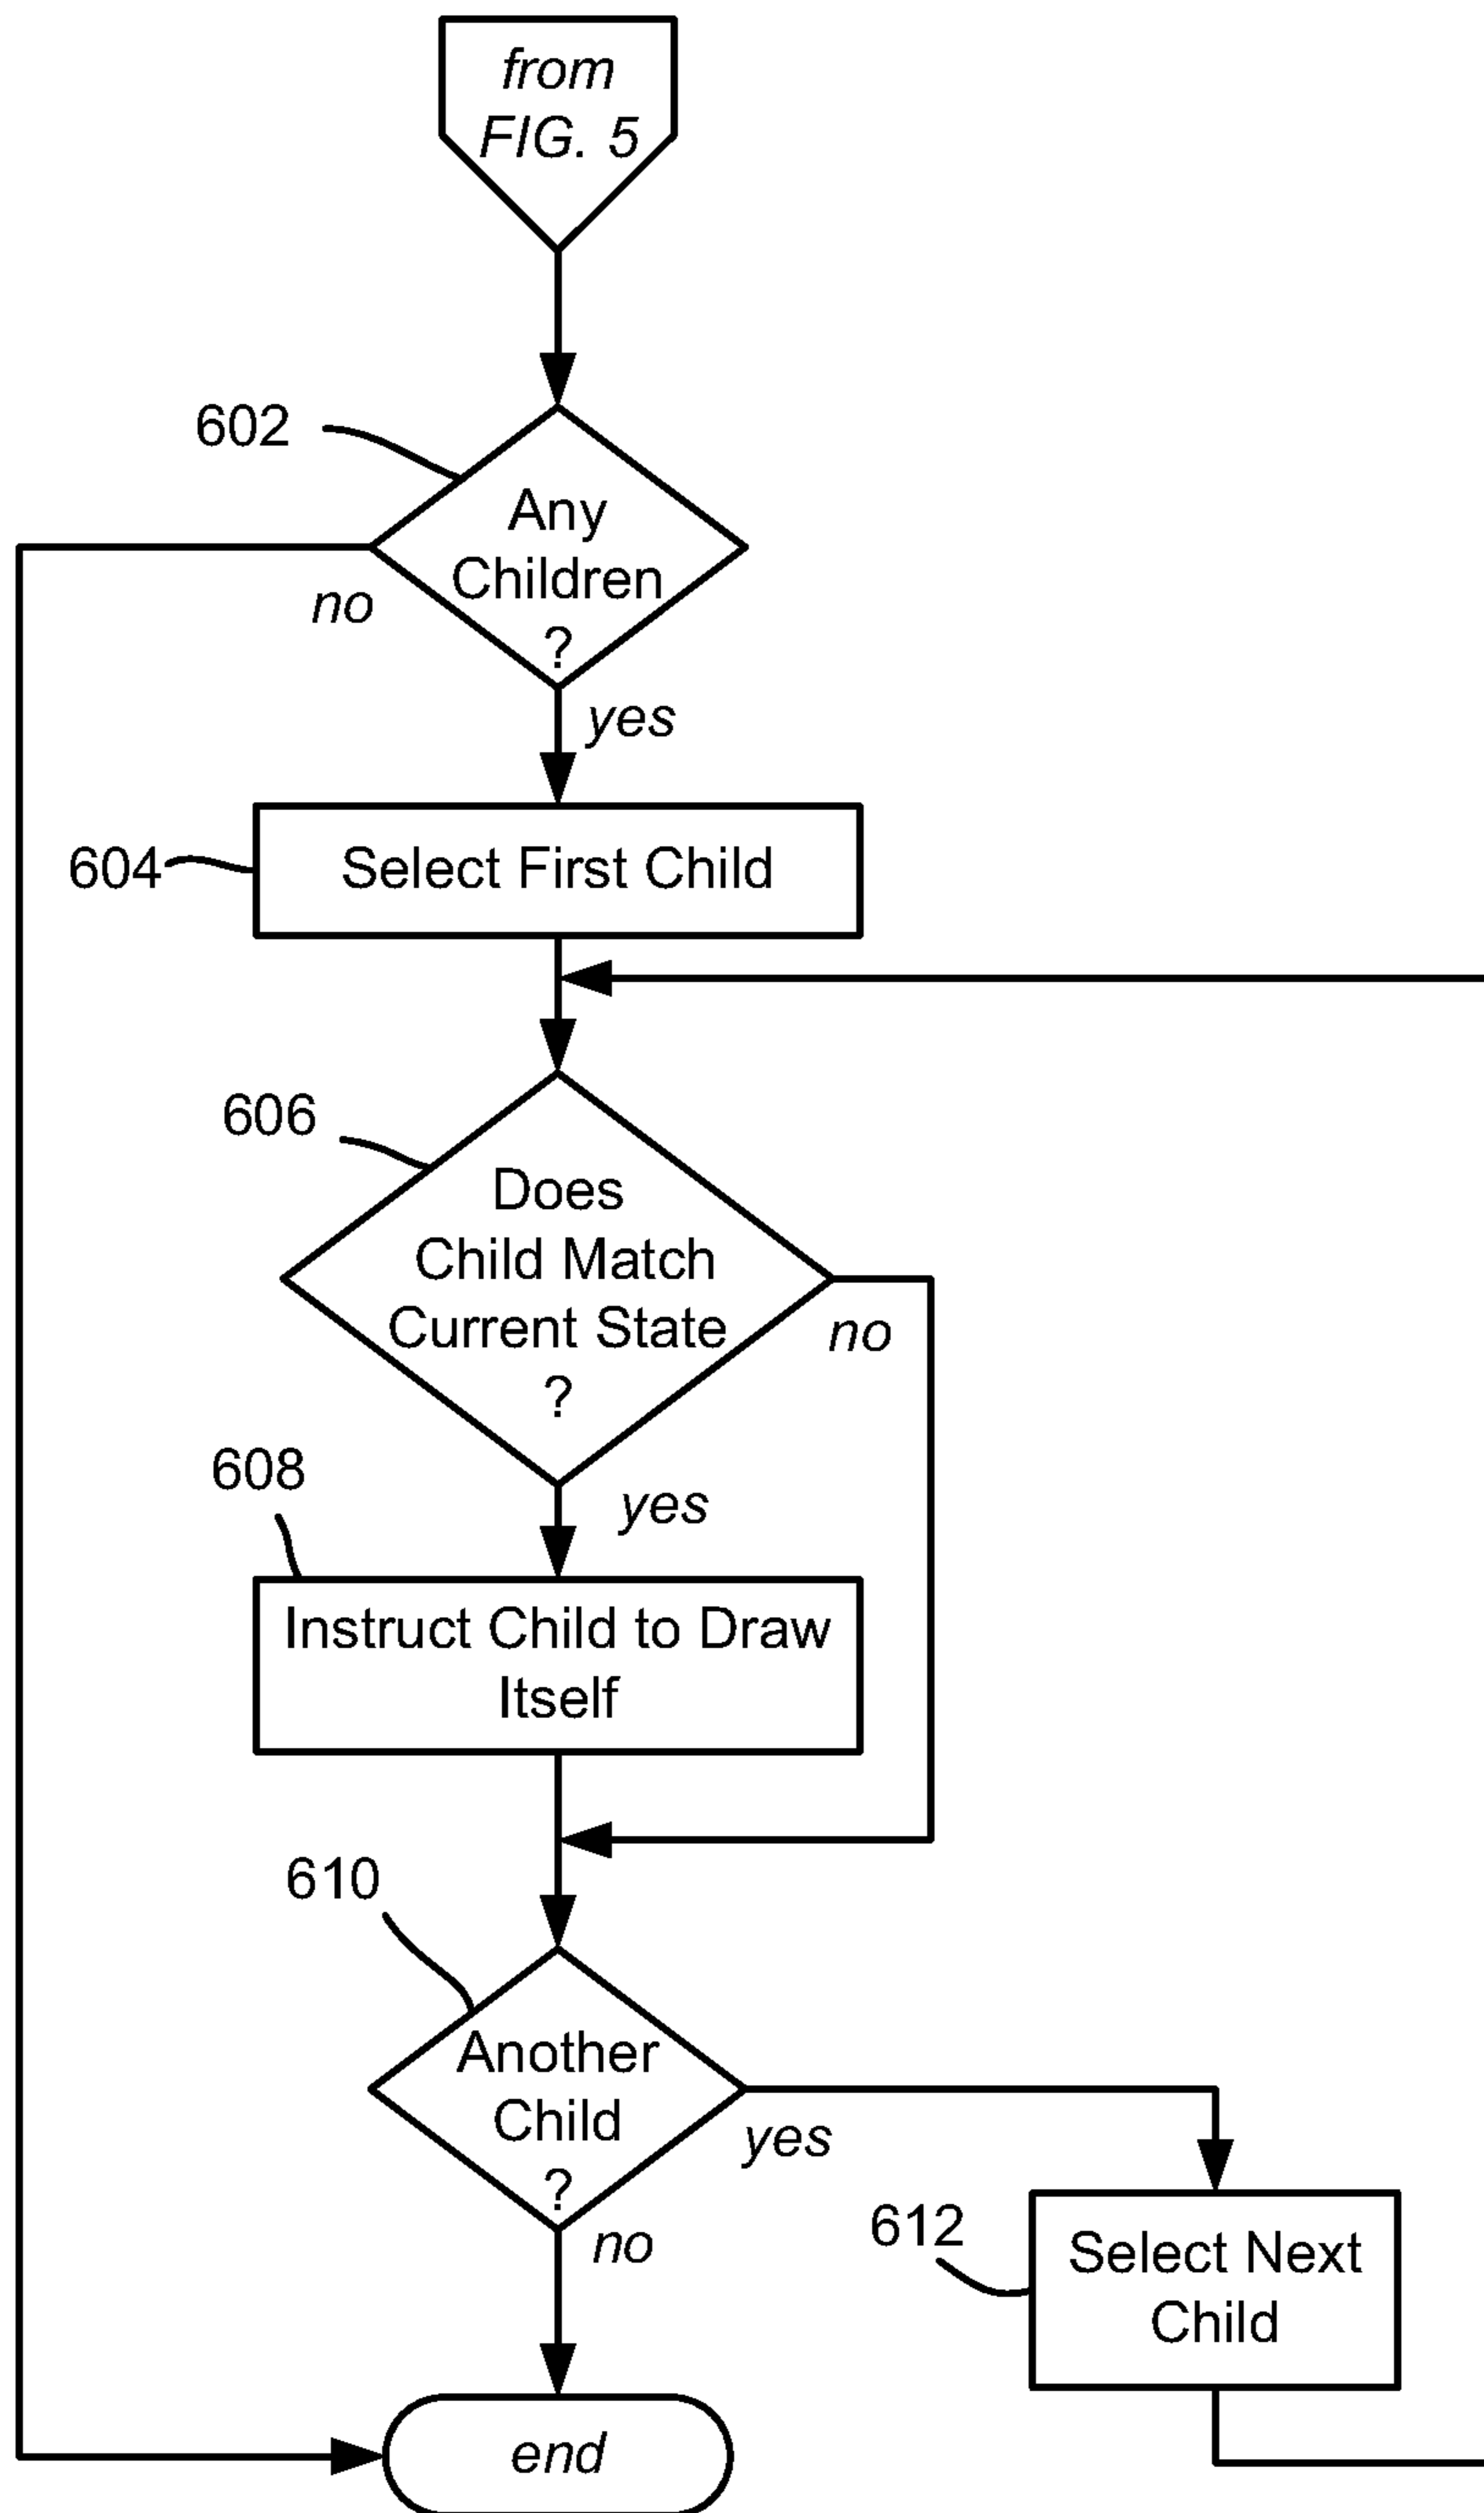 from
FIG. 5
602
Any
Children
?
no
yes
604
Select First Child
606
Does
Child Match
Current State
?
no
yes
608
Instruct Child to Draw
Itself
610
Another
Child
?
yes
no
612
Select Next
Child
end